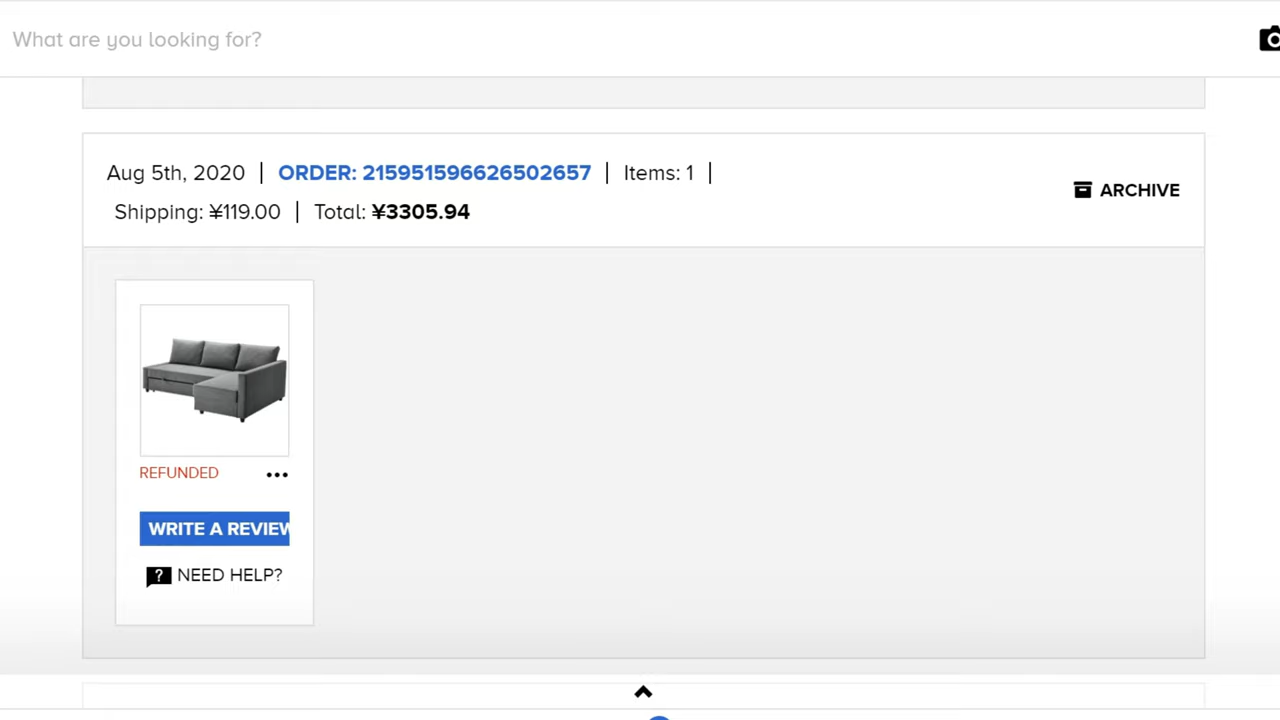 What are you looking for?
Aug 5th, 2020 | ORDER: 215951596626502657 | Items: 1 |
ARCHIVE
Shipping: ¥119.00 | Total: ¥3305.94
REFUNDED
WRITE A REVIEW
? NEED HELP?